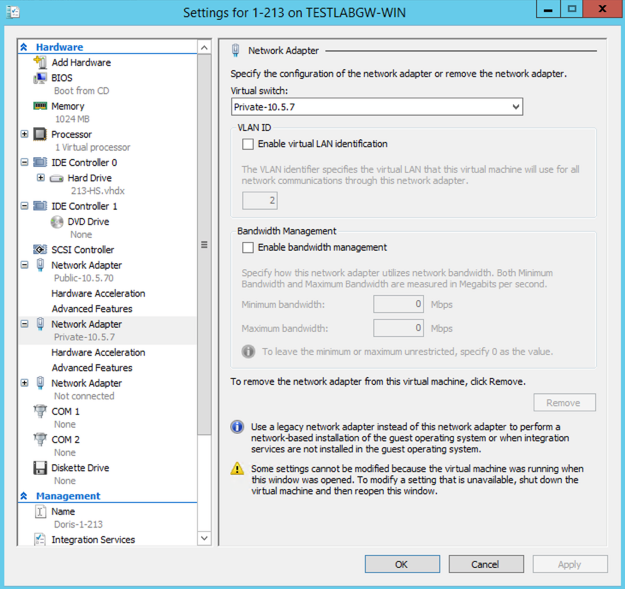 Settings for 1-213 on TESTLABGW-WIN
Hardware
Add Hardware
BIOS
Boot from CD
Memory
1024 MB
Processor
1 Virtual processor
IDE Controller 0
Hard Drive
213-HS.vhdx
IDE Controller 1
DVD Drive
None
SCSI Controller
Network Adapter
Public-10.5.70
Hardware Acceleration
Advanced Features
Network Adapter
Private-10.5.7
Hardware Acceleration
Advanced Features
Network Adapter
Not connected
COM 1
None
COM 2
None
Diskette Drive
None
Management
Name
Doris-1-213
Integration Services
Network Adapter
Specify the configuration of the network adapter or remove the network adapter.
Virtual switch:
Private-10.5.7
VLAN ID
Enable virtual LAN identification
The VLAN identifier specifies the virtual LAN that this virtual machine will use for all
network communications through this network adapter.
2
Bandwidth Management
Enable bandwidth management
Specify how this network adapter utilizes network bandwidth. Both Minimum
Bandwidth and Maximum Bandwidth are measured in Megabits per second.
Minimum bandwidth: 0 Mbps
Maximum bandwidth: 0 Mbps
To leave the minimum or maximum unrestricted, specify 0 as the value.
To remove the network adapter from this virtual machine, click Remove.
Remove
Use a legacy network adapter instead of this network adapter to perform a
network-based installation of the guest operating system or when integration
services are not installed in the guest operating system.
Some settings cannot be modified because the virtual machine was running when
this window was opened. To modify a setting that is unavailable, shut down the
virtual machine and then reopen this window.
OK Cancel Apply